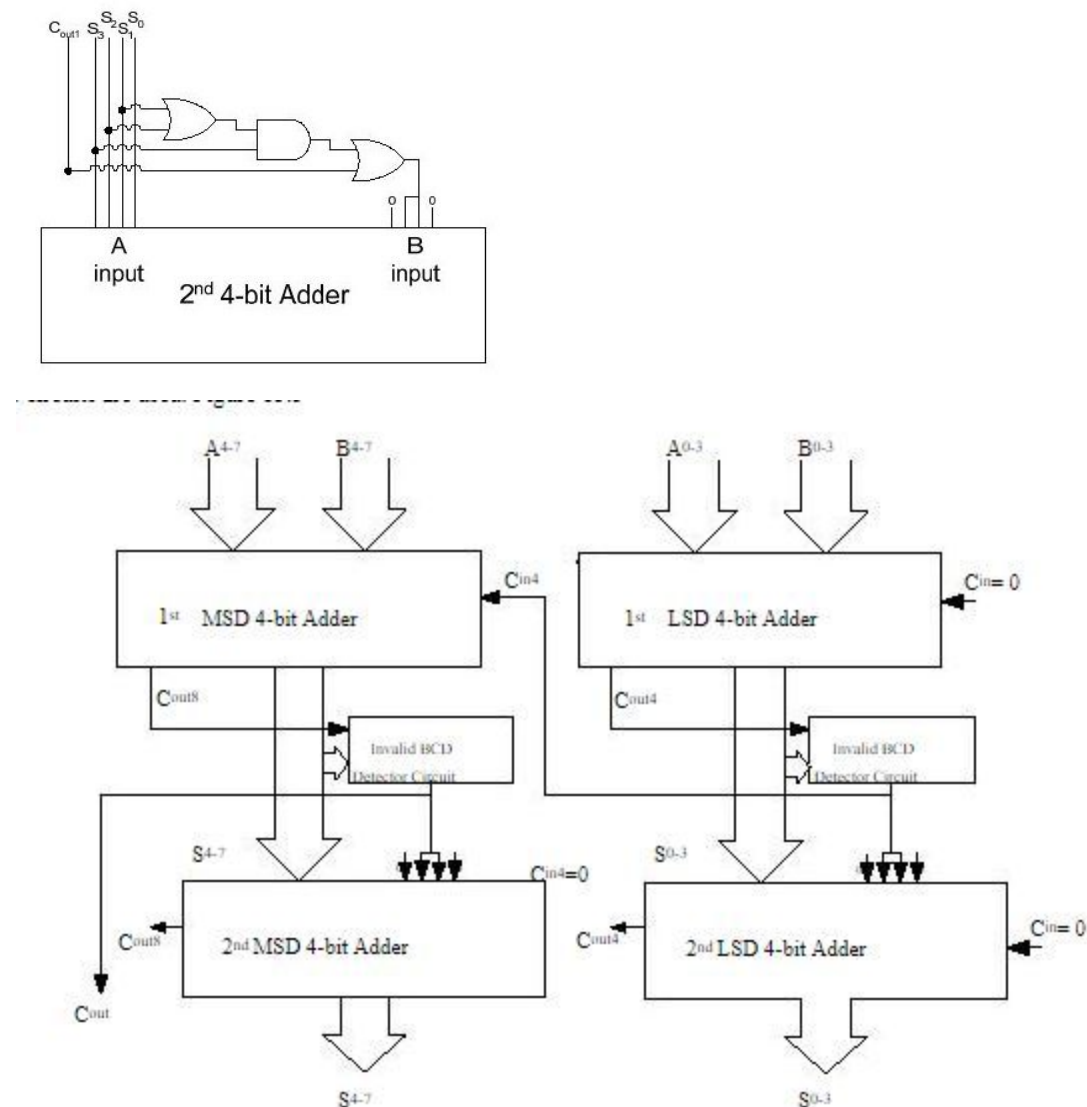 Cout1 S3 S2 S1 S0
0 0
A B
input input
2nd 4-bit Adder
A4-7 B4-7 A0-3 B0-3
Cin4 Cin= 0
1st MSD 4-bit Adder 1st LSD 4-bit Adder
Cout8 Cout4
Invalid BCD Invalid BCD
Detector Circuit Detector Circuit
S4-7 S0-3
Cin4=0
Cout8 2nd MSD 4-bit Adder Cout4 2nd LSD 4-bit Adder Cin= 0
Cout
S4-7 S0-3